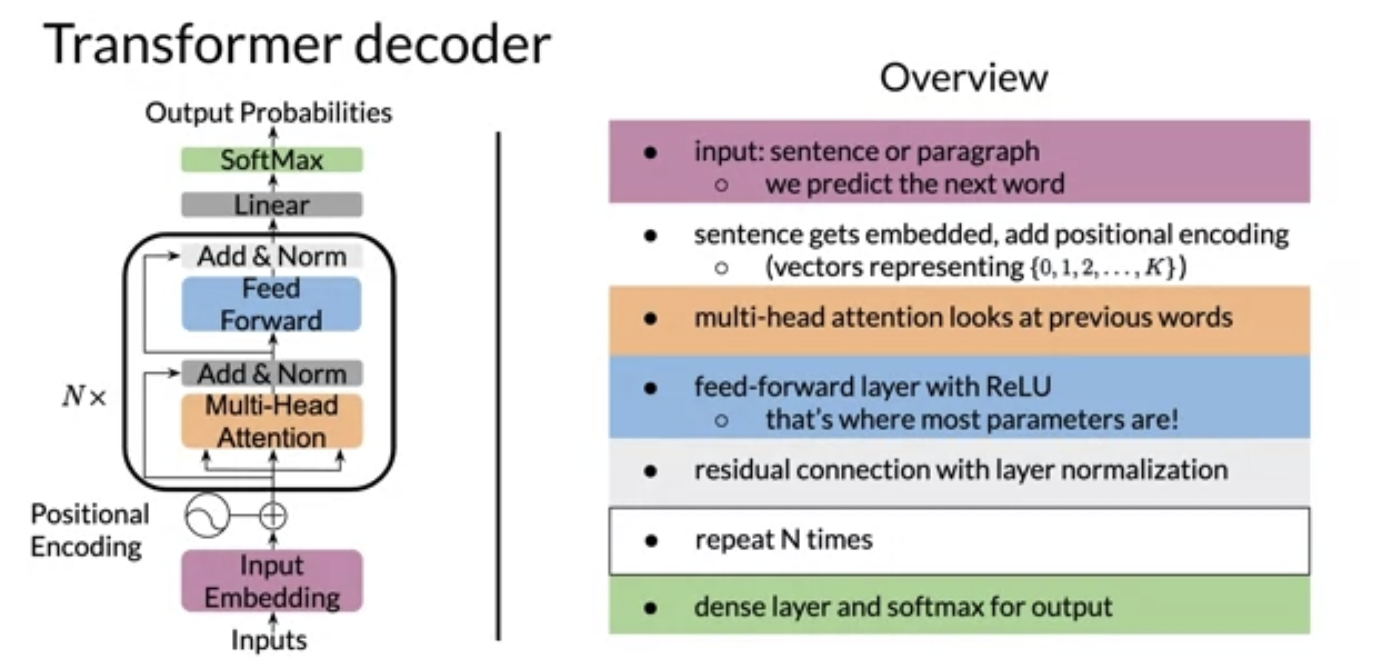 Transformer decoder
Output Probabilities
SoftMax
Linear
Add & Norm
Feed
Forward
Add & Norm
N×
Multi-Head
Attention
Positional
Encoding
Input
Embedding
Inputs
Overview
● input: sentence or paragraph
○ we predict the next word
● sentence gets embedded, add positional encoding
○ (vectors representing {0, 1, 2, . . . , K})
● multi-head attention looks at previous words
● feed-forward layer with ReLU
○ that's where most parameters are!
● residual connection with layer normalization
● repeat N times
● dense layer and softmax for output